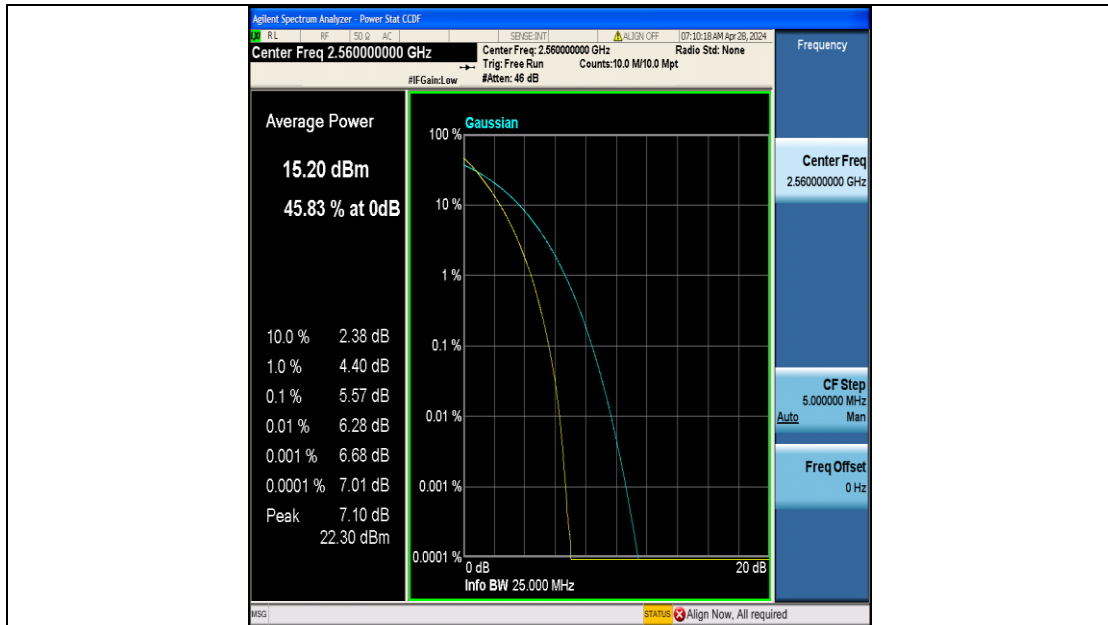 Agilent Spectrum Analyzer - Power Stat CCDF
RL RF 50 Ω AC SENSE:INT ALIGN OFF 07:10:18 AM Apr 28, 2024
Center Freq 2.560000000 GHz
Center Freq: 2.560000000 GHz Radio Std: None
Trig: Free Run Counts:10.0 M/10.0 Mpt
#IFGain:Low #Atten: 46 dB
Frequency
Average Power
15.20 dBm
45.83 % at 0dB
10.0 % 2.38 dB
1.0 % 4.40 dB
0.1 % 5.57 dB
0.01 % 6.28 dB
0.001 % 6.68 dB
0.0001 % 7.01 dB
Peak 7.10 dB
22.30 dBm
Gaussian
100 %
10 %
1 %
0.1 %
0.01 %
0.001 %
0.0001 %
0 dB 20 dB
Info BW 25.000 MHz
Center Freq
2.560000000 GHz
CF Step
5.000000 MHz
Auto Man
Freq Offset
0 Hz
MSG STATUS Align Now, All required